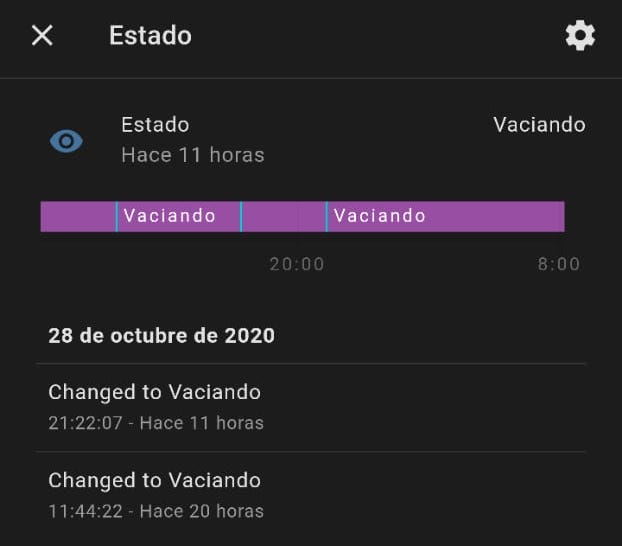 Estado
Estado
Vaciando
Hace 11 horas
Vaciando
Vaciando
20:00
8:00
28 de octubre de 2020
Changed to Vaciando
21:22:07 - Hace 11 horas
Changed to Vaciando
11:44:22 - Hace 20 horas